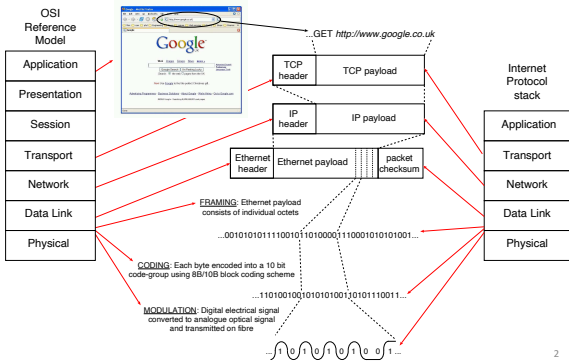 OSI
Reference
Model
Application
Presentation
Session
Transport
Network
Data Link
Physical
Google
...GET http://www.google.co.uk
TCP
header
TCP payload
IP
header
IP payload
Ethernet
header
Ethernet payload
packet
checksum
FRAMING: Ethernet payload
consists of individual octets
...0010101011110010110100001110001010101001...
CODING: Each byte encoded into a 10 bit
code-group using 8B/10B block coding scheme
...11010010010101010011010101110011...
MODULATION: Digital electrical signal
converted to analogue optical signal
and transmitted on fibre
... 1 0 1 0 1 0 1 0 0 1 ...
Internet
Protocol
stack
Application
Transport
Network
Data Link
Physical
2